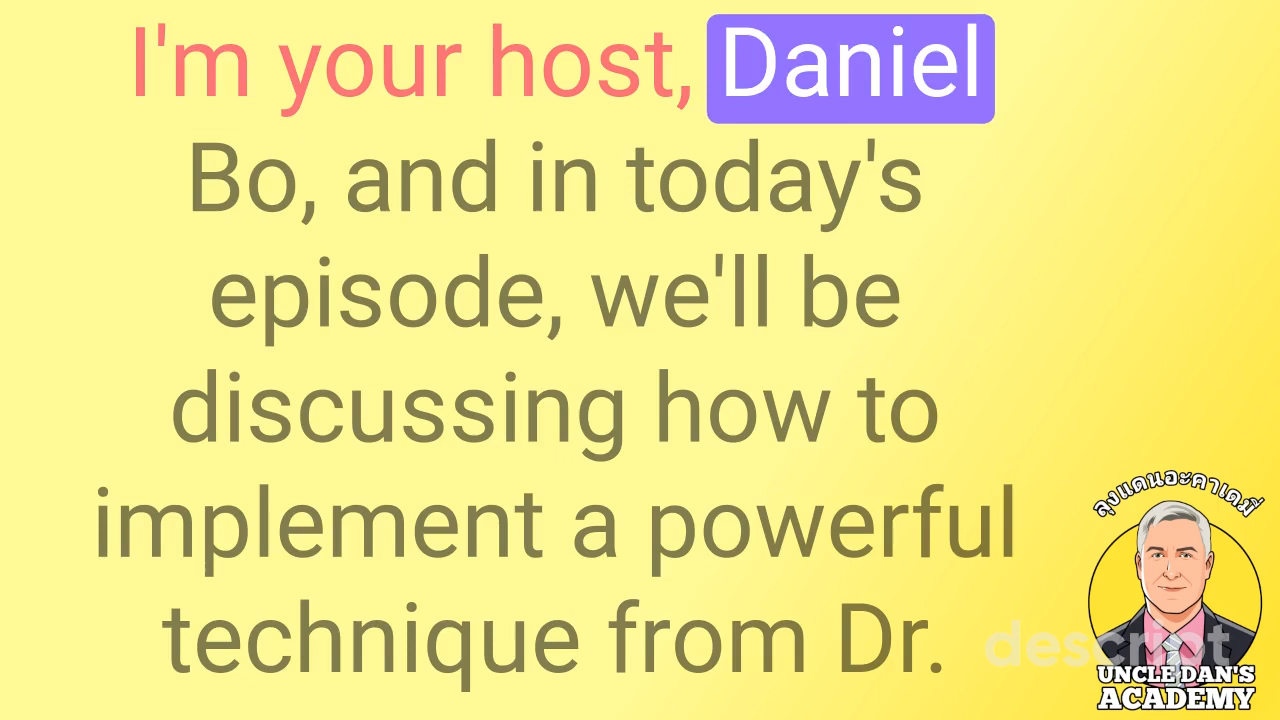 I'm your host, Daniel
Bo, and in today's
episode, we'll be
discussing how to
implement a powerful
technique from Dr.
ลุงแดนอะคาเดมี่
descript
UNCLE DAN'S
ACADEMY